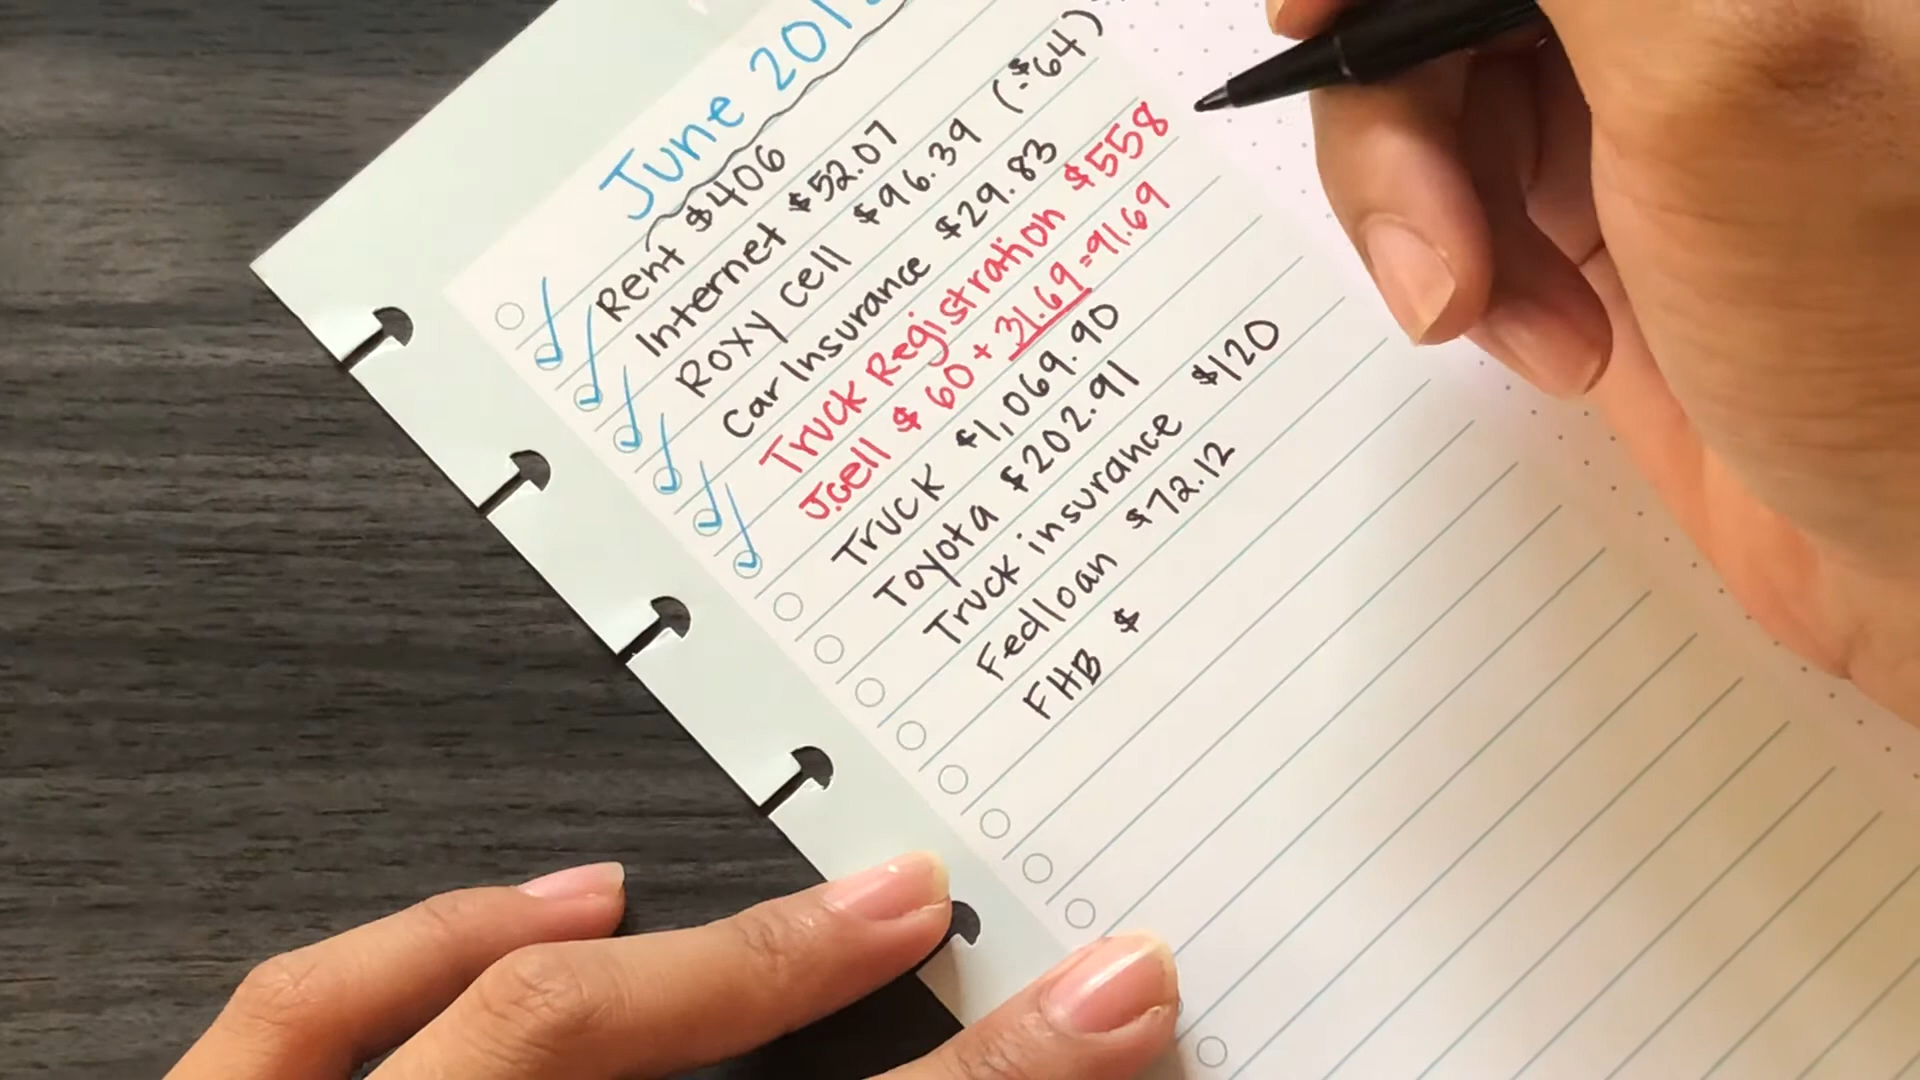 June 201
Rent $406
Internet $52.07
Roxy cell $96.39 (-$64)
Car Insurance $29.83
Truck Registration $558
J.cell $60 + 31.69 = 91.69
Truck $1,069.90
Toyota $202.91
Truck insurance $120
Fedloan $72.12
FHB $